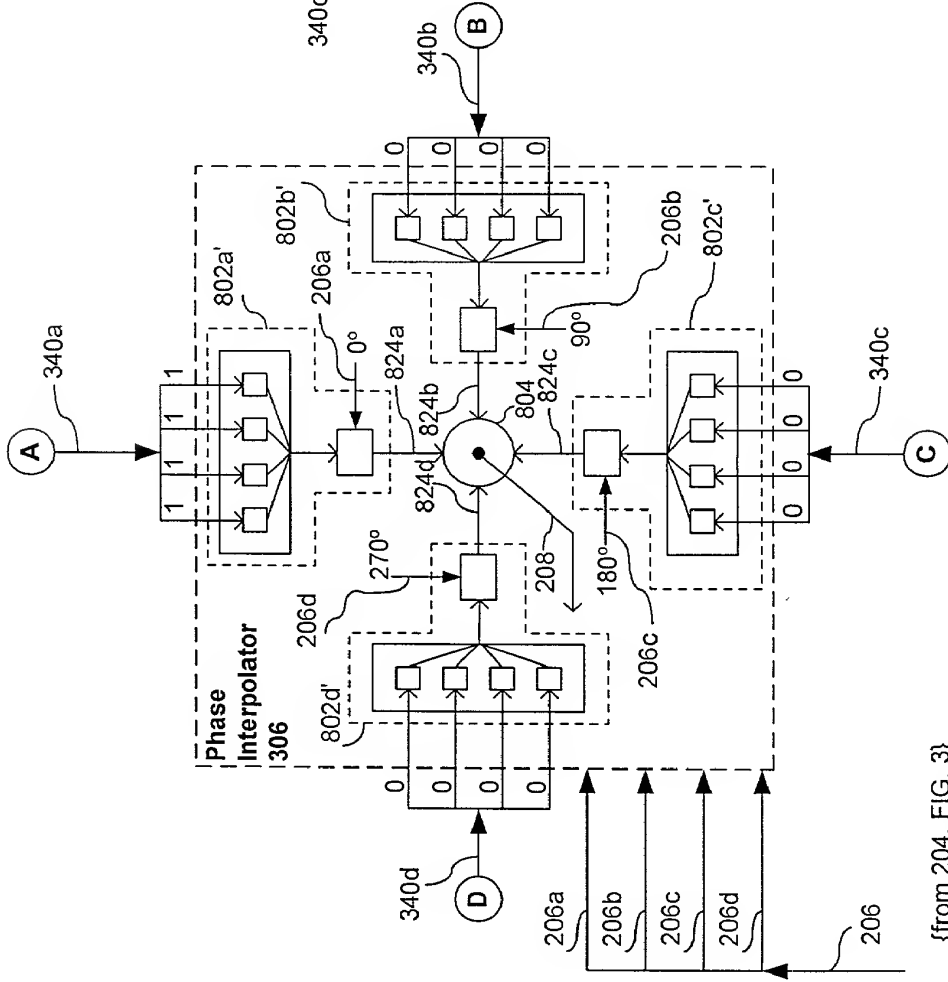 A
340a
1 1 1 1
802a'
206a
0°
824a
Phase
Interpolator
306
802d'
206d
270°
824d
824b
802b'
340b
B
0
0
0
0
90°
206b
804
824c
208
180°
206c
802c'
0 0 0 0
340c
C
D
340d
0
0
0
0
206a
206b
206c
206d
206
{from 204, FIG. 3}